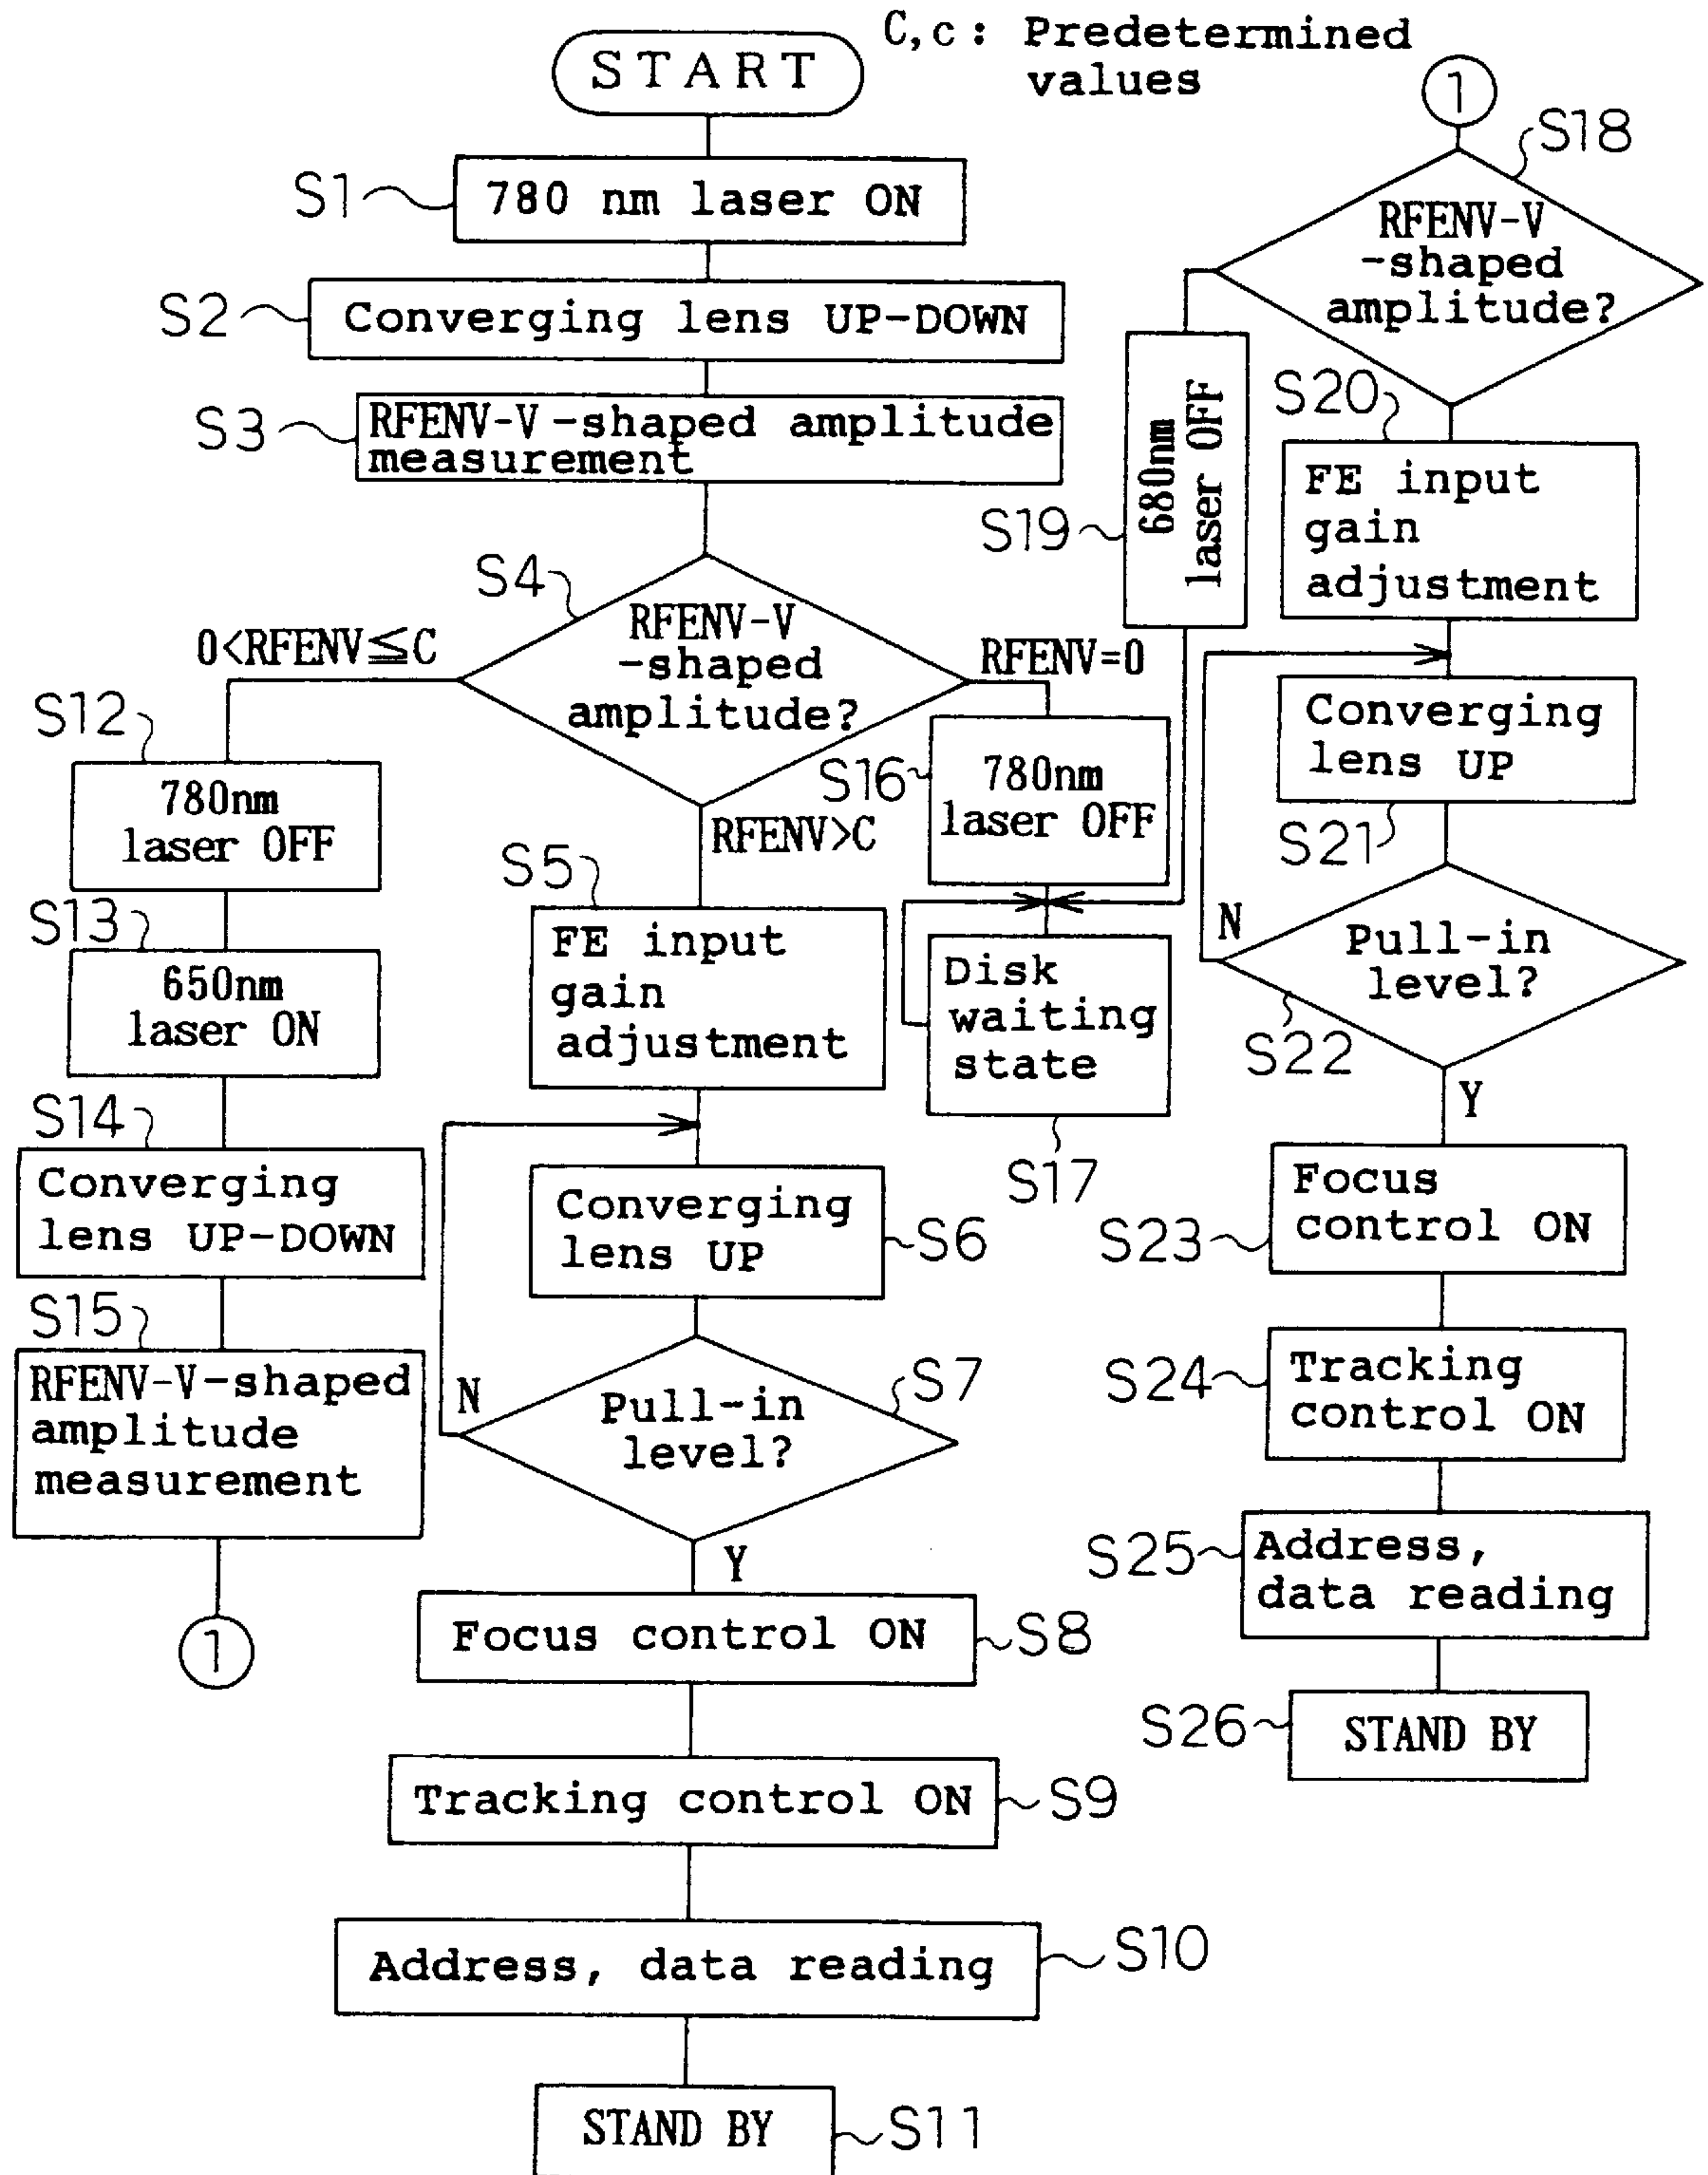 C,c : Predetermined
values
START
S1
780 nm laser ON
S2
Converging lens UP-DOWN
S3
RFENV-V-shaped amplitude
measurement
S4
RFENV-V
-shaped
amplitude?
0<RFENV≦C
RFENV=0
RFENV>C
S12
780nm
laser OFF
S13
650nm
laser ON
S14
Converging
lens UP-DOWN
S15
RFENV-V-shaped
amplitude
measurement
1
S5
FE input
gain
adjustment
S6
Converging
lens UP
S7
Pull-in
level?
N
Y
S8
Focus control ON
S9
Tracking control ON
S10
Address, data reading
S11
STAND BY
S16
780nm
laser OFF
S17
Disk
waiting
state
1
S18
RFENV-V
-shaped
amplitude?
S19
680nm
laser OFF
S20
FE input
gain
adjustment
S21
Converging
lens UP
S22
Pull-in
level?
N
Y
S23
Focus
control ON
S24
Tracking
control ON
S25
Address,
data reading
S26
STAND BY